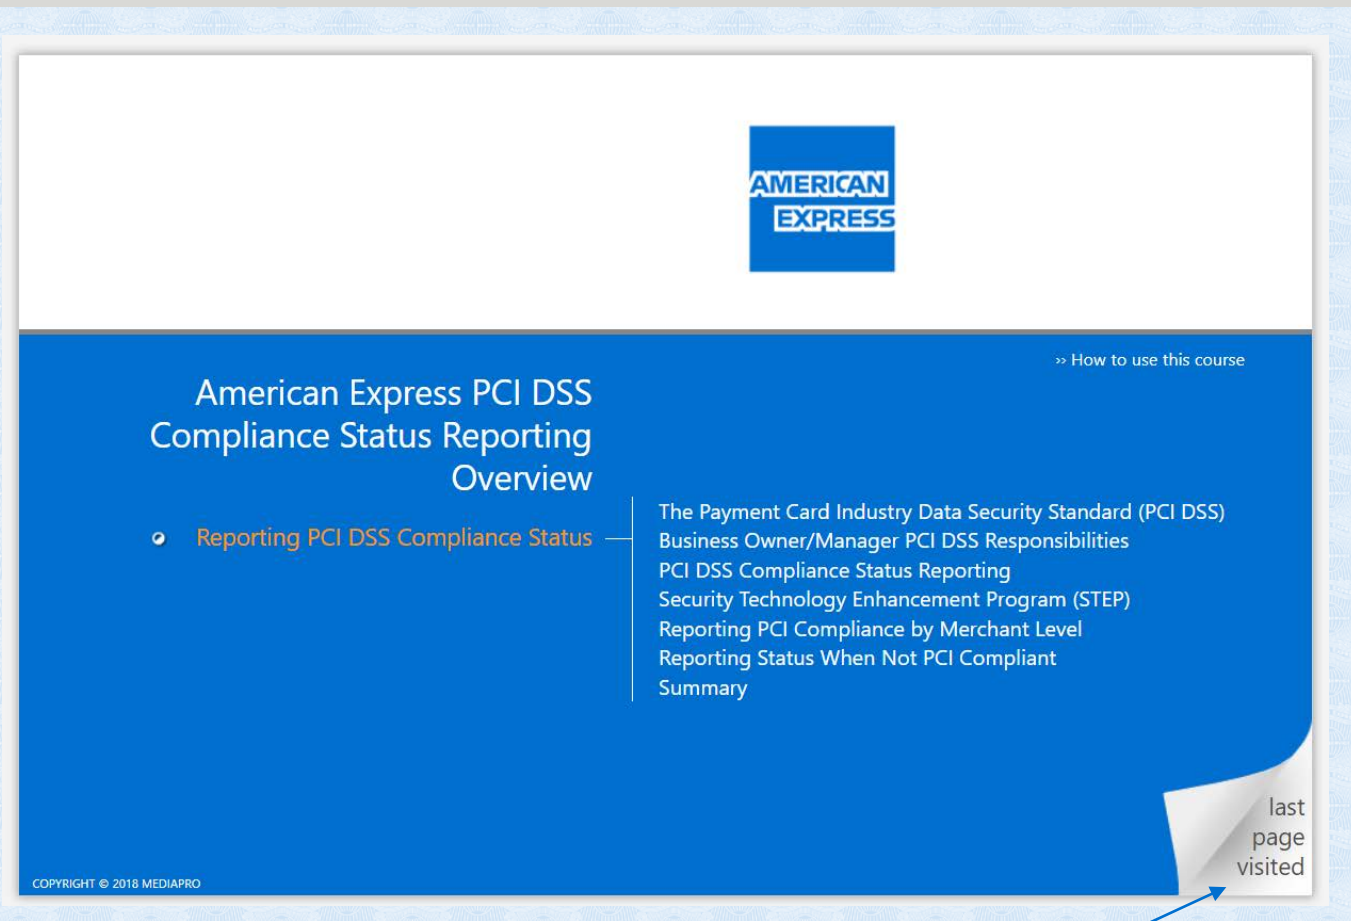 AMERICAN
EXPRESS
›› How to use this course
American Express PCI DSS
Compliance Status Reporting
Overview
Reporting PCI DSS Compliance Status
The Payment Card Industry Data Security Standard (PCI DSS)
Business Owner/Manager PCI DSS Responsibilities
PCI DSS Compliance Status Reporting
Security Technology Enhancement Program (STEP)
Reporting PCI Compliance by Merchant Level
Reporting Status When Not PCI Compliant
Summary
last
page
visited
COPYRIGHT © 2018 MEDIAPRO